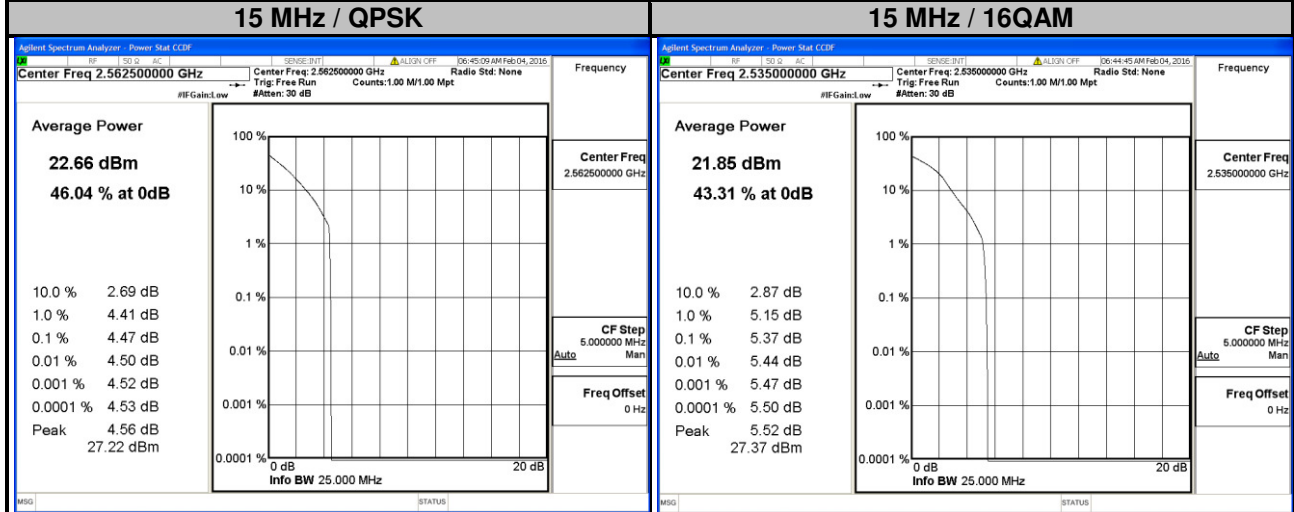 15 MHz / QPSK
Agilent Spectrum Analyzer - Power Stat CCDF
RF 50 Ω AC SENSE:INT ALIGN OFF 06:45:09 AM Feb 04, 2016
Center Freq 2.562500000 GHz
Center Freq: 2.562500000 GHz Radio Std: None
Trig: Free Run Counts:1.00 M/1.00 Mpt
#IFGain:Low #Atten: 30 dB
Frequency
Average Power
22.66 dBm
46.04 % at 0dB
10.0 % 2.69 dB
1.0 % 4.41 dB
0.1 % 4.47 dB
0.01 % 4.50 dB
0.001 % 4.52 dB
0.0001 % 4.53 dB
Peak 4.56 dB
27.22 dBm
100 %
10 %
1 %
0.1 %
0.01 %
0.001 %
0.0001 %
0 dB 20 dB
Info BW 25.000 MHz
Center Freq
2.562500000 GHz
CF Step
5.000000 MHz
Auto Man
Freq Offset
0 Hz
MSG STATUS
15 MHz / 16QAM
Agilent Spectrum Analyzer - Power Stat CCDF
RF 50 Ω AC SENSE:INT ALIGN OFF 06:44:45 AM Feb 04, 2016
Center Freq 2.535000000 GHz
Center Freq: 2.535000000 GHz Radio Std: None
Trig: Free Run Counts:1.00 M/1.00 Mpt
#IFGain:Low #Atten: 30 dB
Frequency
Average Power
21.85 dBm
43.31 % at 0dB
10.0 % 2.87 dB
1.0 % 5.15 dB
0.1 % 5.37 dB
0.01 % 5.44 dB
0.001 % 5.47 dB
0.0001 % 5.50 dB
Peak 5.52 dB
27.37 dBm
100 %
10 %
1 %
0.1 %
0.01 %
0.001 %
0.0001 %
0 dB 20 dB
Info BW 25.000 MHz
Center Freq
2.535000000 GHz
CF Step
5.000000 MHz
Auto Man
Freq Offset
0 Hz
MSG STATUS